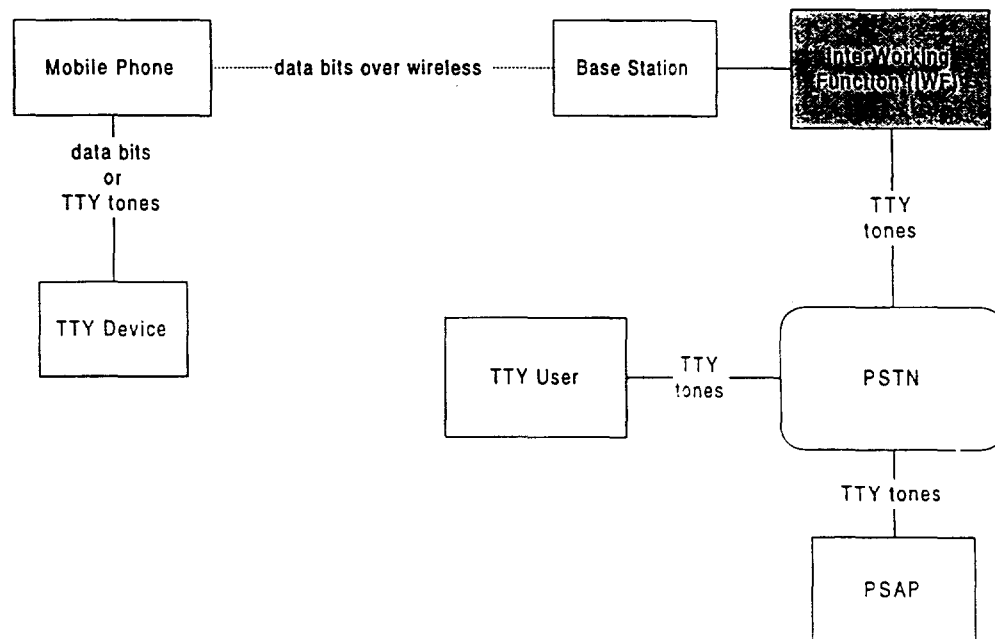 Mobile Phone
data bits over wireless
Base Station
InterWorking
Function (IWF)
data bits
or
TTY tones
TTY
tones
TTY Device
TTY User
TTY
tones
PSTN
TTY tones
PSAP